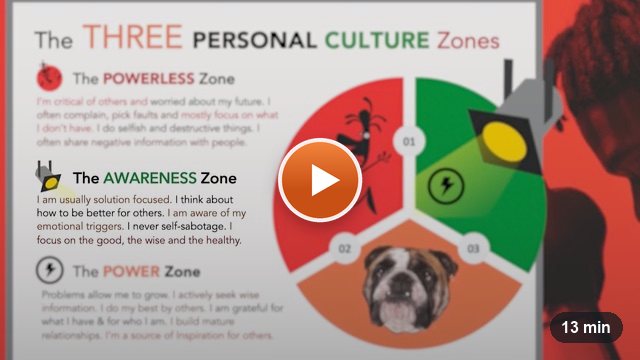 The THREE PERSONAL CULTURE Zones
The POWERLESS Zone
I'm critical of others and worried about my future. I
often complain, pick faults and mostly focus on what
I don't have. I do selfish and destructive things. I
often share negative information with people.
The AWARENESS Zone
I am usually solution focused. I think about
how to be better for others. I am aware of my
emotional triggers. I never self-sabotage. I
focus on the good, the wise and the healthy.
The POWER Zone
Problems allow me to grow. I actively seek wise
information. I do my best by others. I am grateful for
what I have & for who I am. I build mature
relationships. I'm a source of Inspiration for others.
01
02
03
13 min